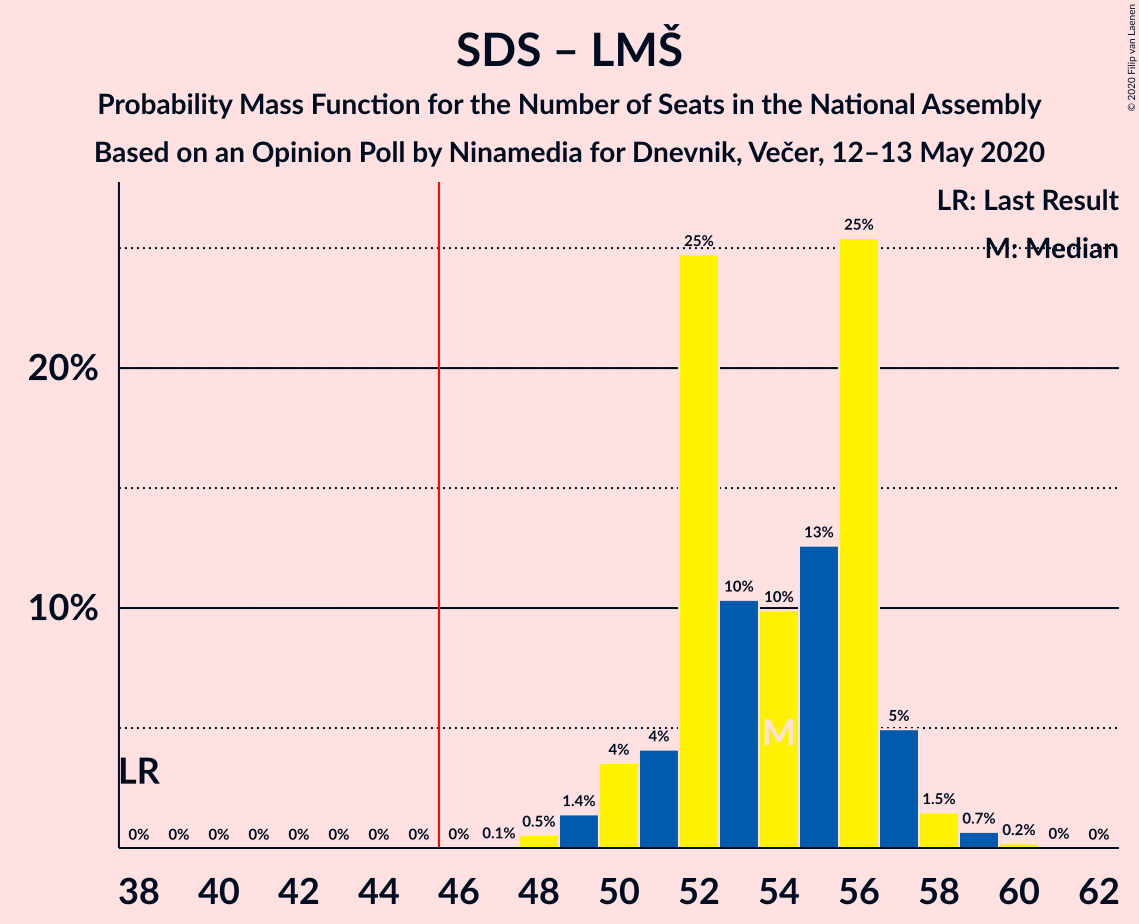 SDS – LMŠ
Probability Mass Function for the Number of Seats in the National Assembly
Based on an Opinion Poll by Ninamedia for Dnevnik, Večer, 12–13 May 2020
© 2020 Filip van Laenen
LR: Last Result
M: Median
20%
10%
LR
M
0% 0% 0% 0% 0% 0% 0% 0% 0% 0.1% 0.5% 1.4% 4% 4% 25% 10% 10% 13% 25% 5% 1.5% 0.7% 0.2% 0% 0%
38 40 42 44 46 48 50 52 54 56 58 60 62